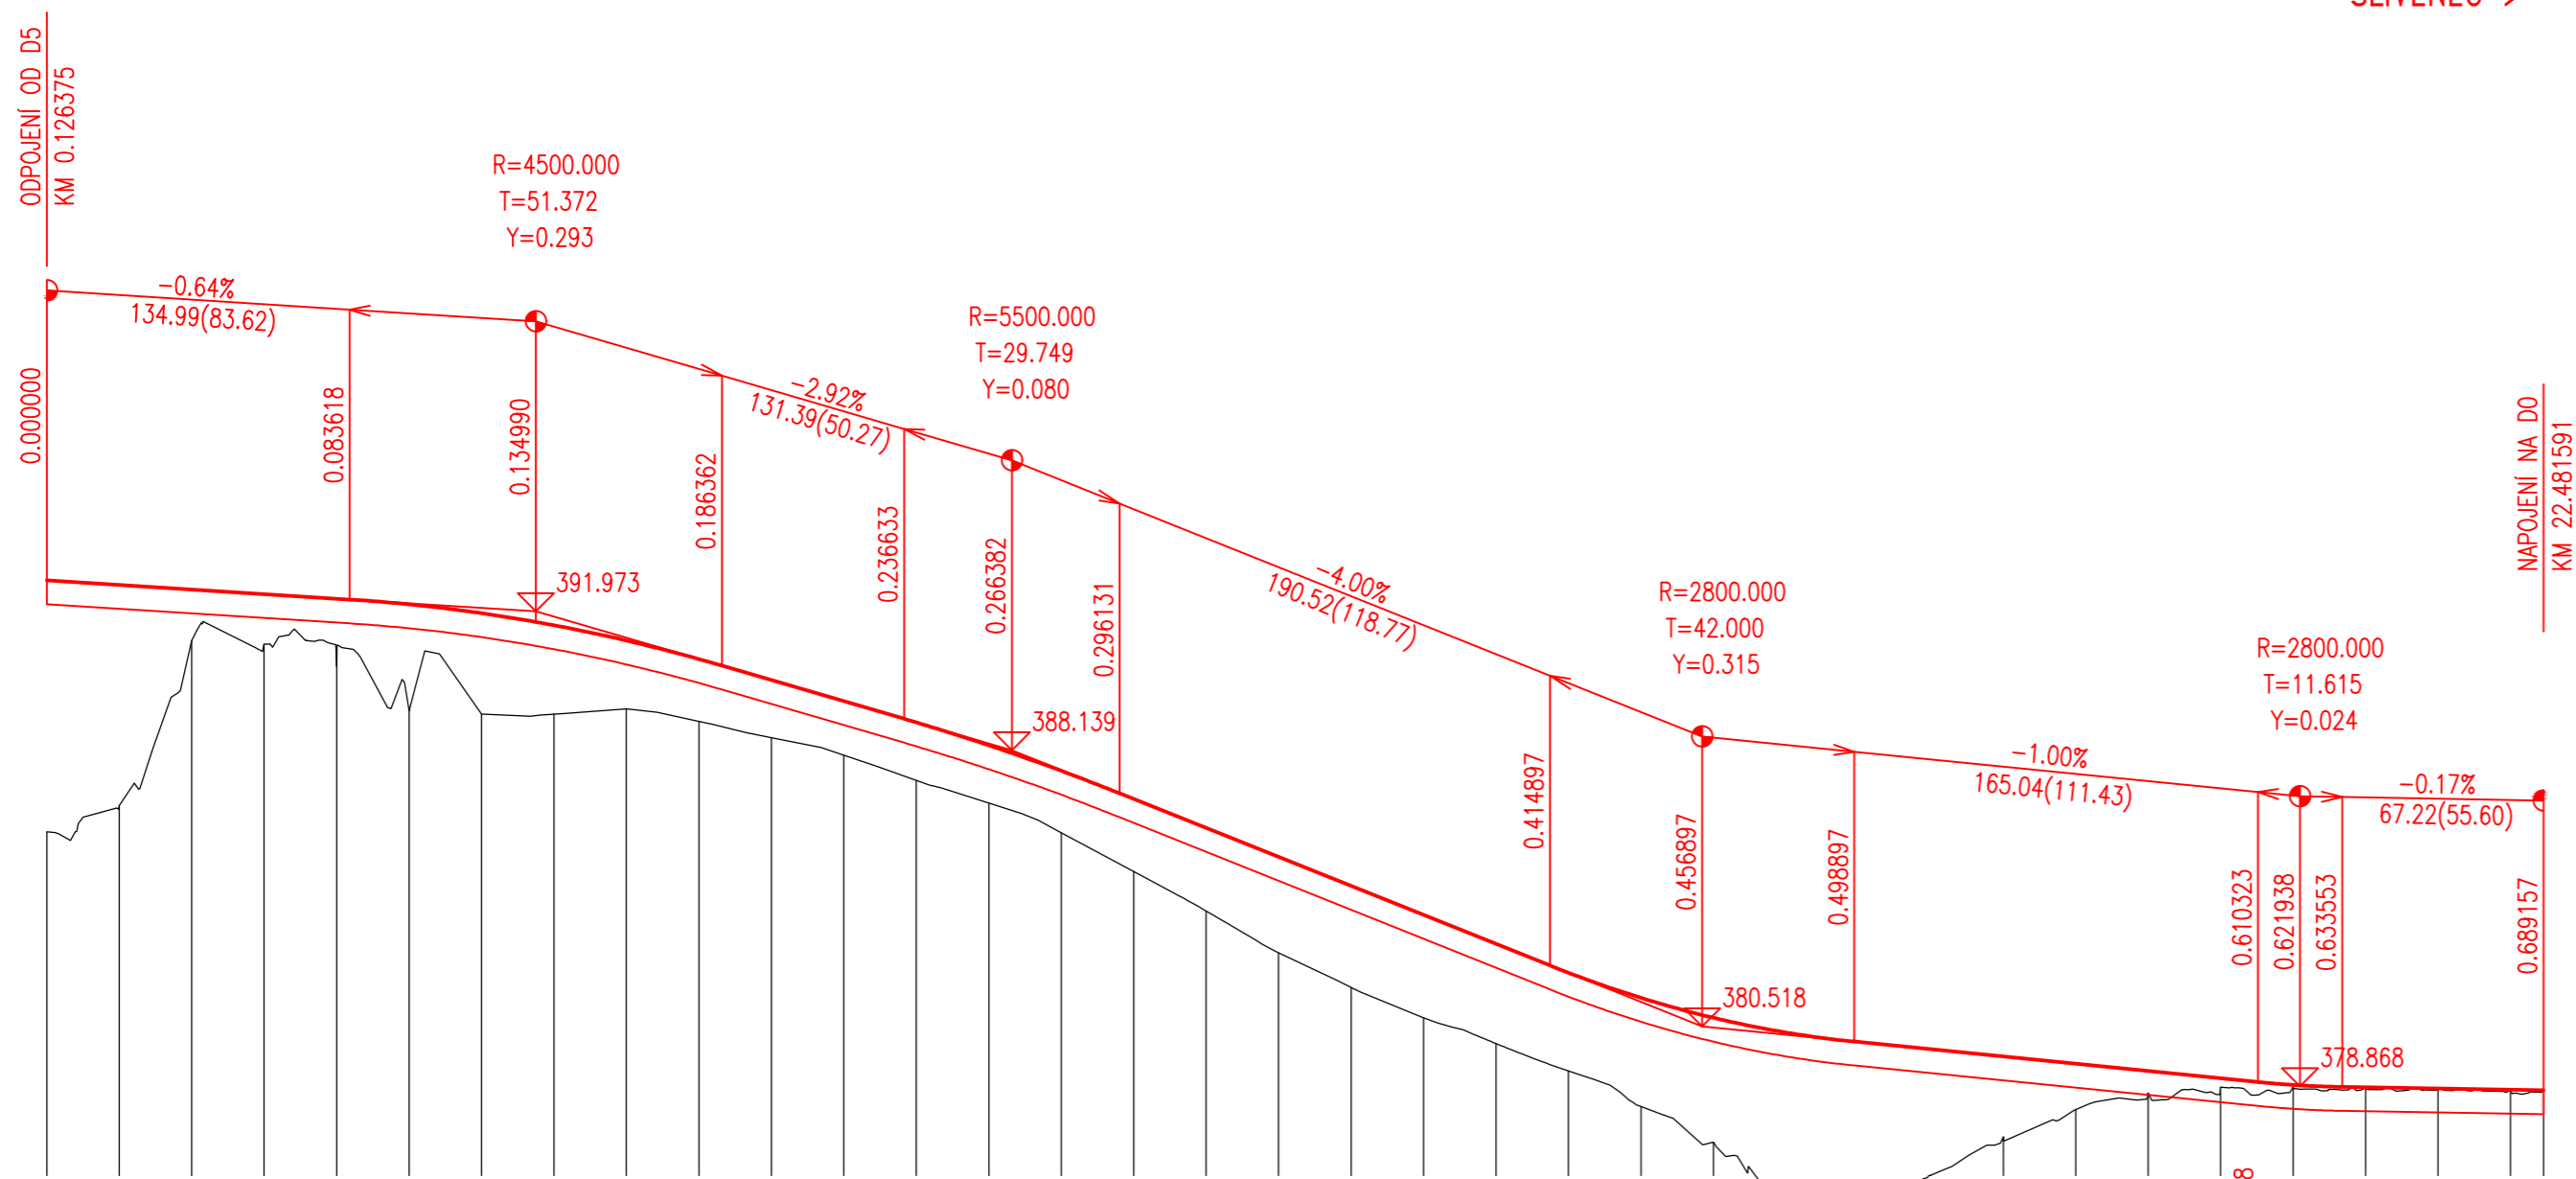 ODPOJENÍ OD D5
KM 0.126375
R=4500.000
T=51.372
Y=0.293
R=5500.000
T=29.749
Y=0.080
R=2800.000
T=42.000
Y=0.315
R=2800.000
T=11.615
Y=0.024
NAPOJENÍ NA D0
KM 22.481591
-0.64%
134.99(83.62)
-2.92%
131.39(50.27)
-4.00%
190.52(118.77)
-1.00%
165.04(111.43)
-0.17%
67.22(55.60)
0.000000
0.083618
0.134990
0.186362
0.236633
0.266382
0.296131
0.414897
0.456897
0.498897
0.610323
0.621938
0.633553
0.689157
391.973
388.139
380.518
378.868